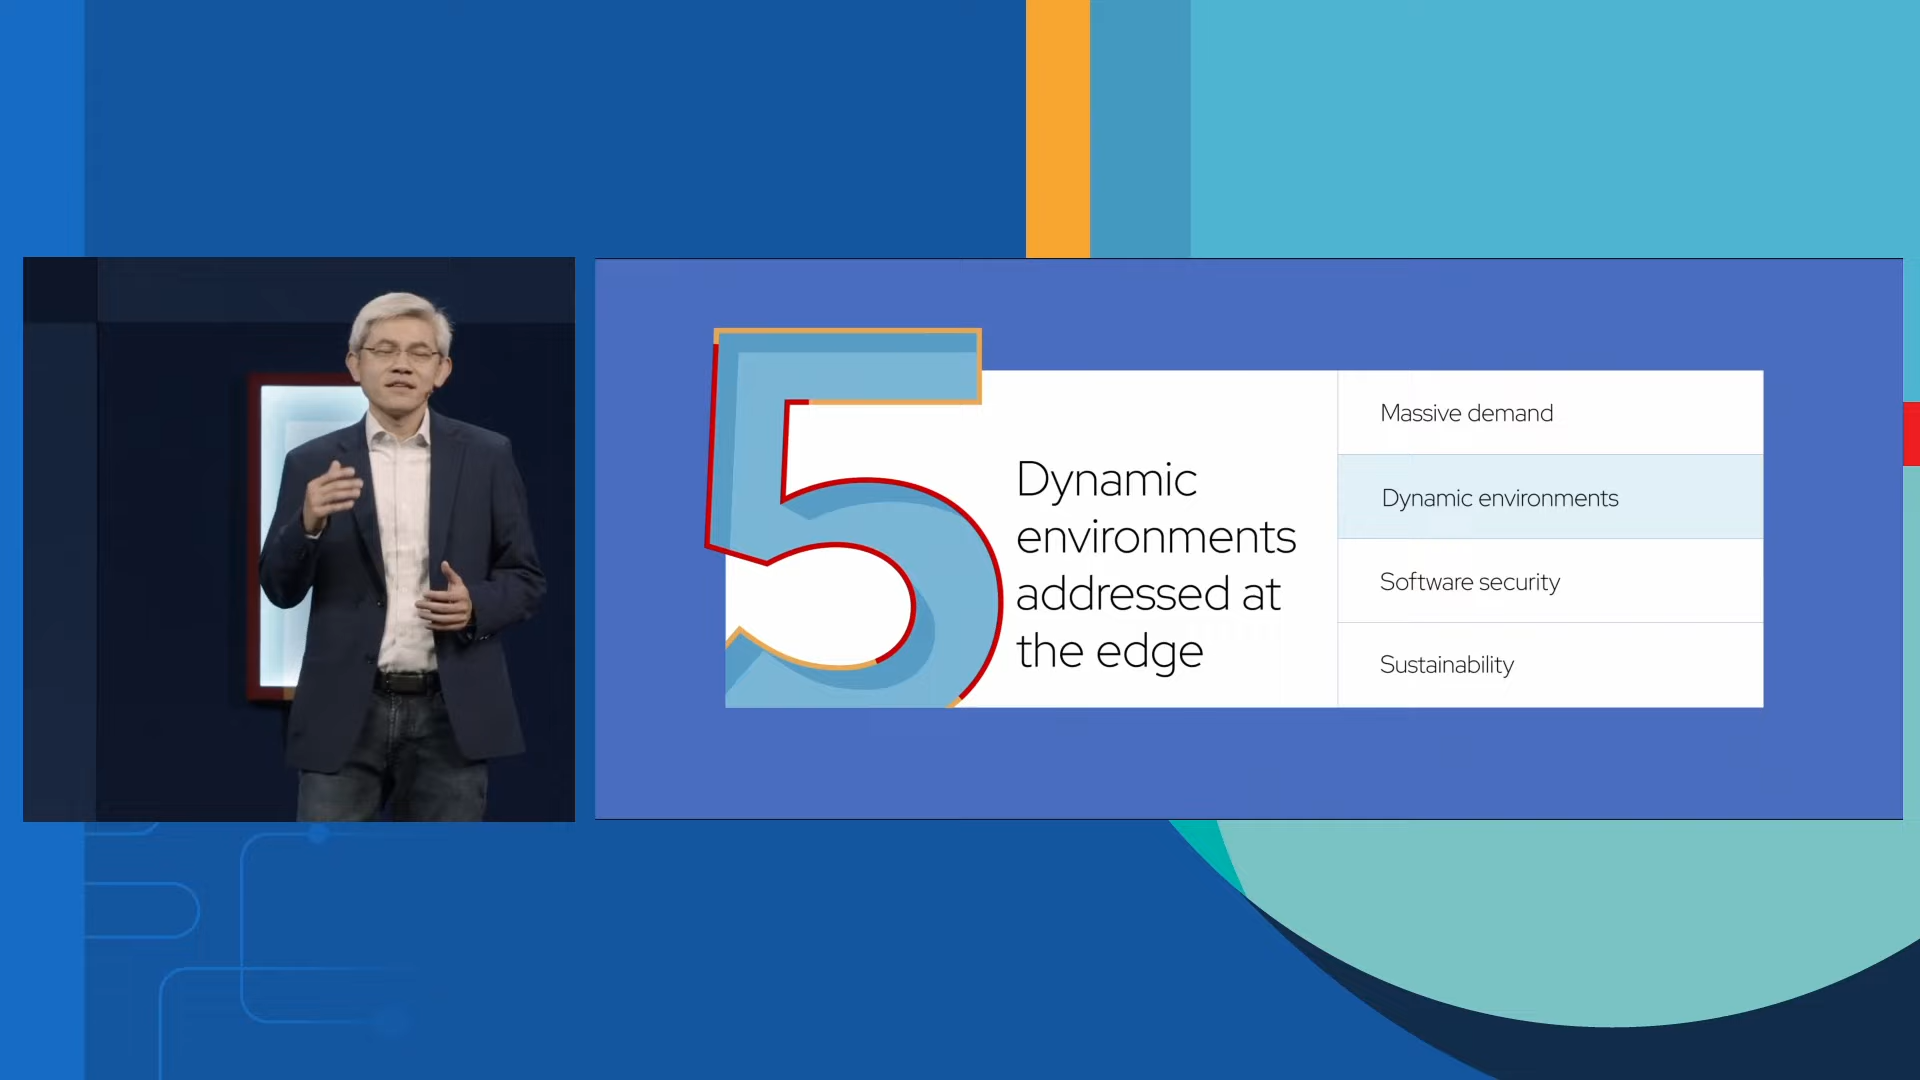 5
Dynamic
environments
addressed at
the edge
Massive demand
Dynamic environments
Software security
Sustainability